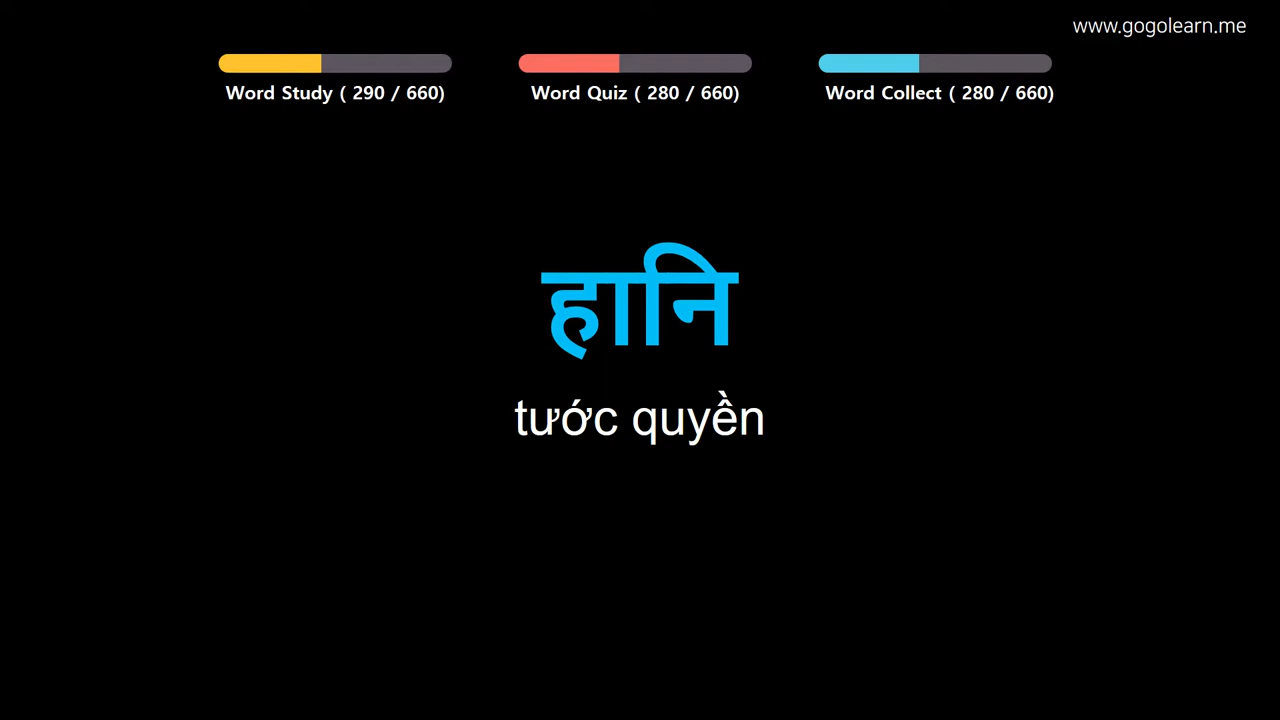 www.gogolearn.me
Word Study ( 290 / 660)
Word Quiz ( 280 / 660)
Word Collect ( 280 / 660)
हानि
tước quyền